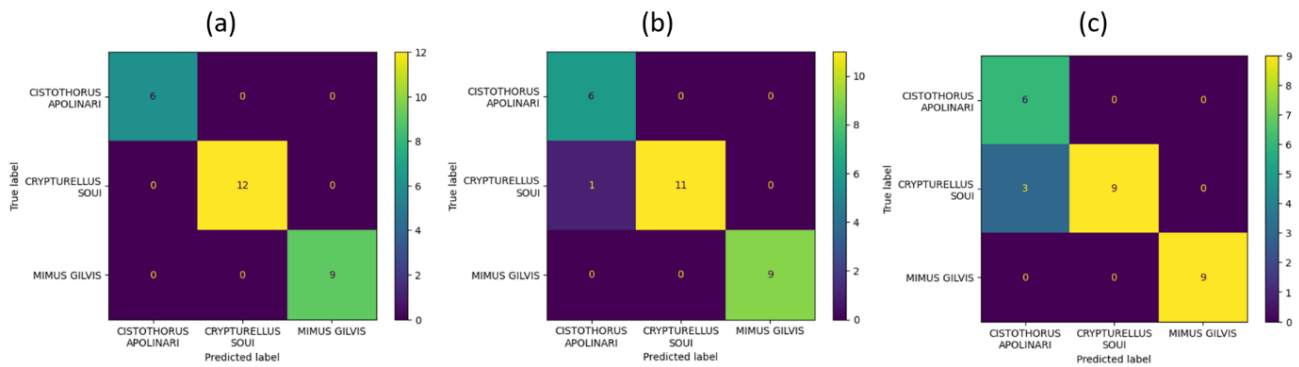 (a)
(b)
(c)
True label
CISTOTHORUS
APOLINARI
CRYPTURELLUS
SOUI
MIMUS GILVIS
6 0 0
0 12 0
0 0 9
CISTOTHORUS
APOLINARI
CRYPTURELLUS
SOUI
MIMUS GILVIS
Predicted label
12
10
8
6
4
2
0
True label
CISTOTHORUS
APOLINARI
CRYPTURELLUS
SOUI
MIMUS GILVIS
6 0 0
1 11 0
0 0 9
CISTOTHORUS
APOLINARI
CRYPTURELLUS
SOUI
MIMUS GILVIS
Predicted label
10
8
6
4
2
0
True label
CISTOTHORUS
APOLINARI
CRYPTURELLUS
SOUI
MIMUS GILVIS
6 0 0
3 9 0
0 0 9
CISTOTHORUS
APOLINARI
CRYPTURELLUS
SOUI
MIMUS GILVIS
Predicted label
9
8
7
6
5
4
3
2
1
0